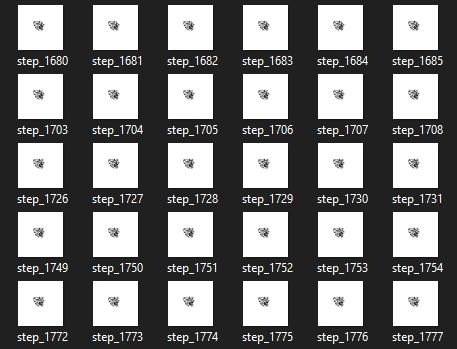 step_1680 step_1681 step_1682 step_1683 step_1684 step_1685
step_1703 step_1704 step_1705 step_1706 step_1707 step_1708
step_1726 step_1727 step_1728 step_1729 step_1730 step_1731
step_1749 step_1750 step_1751 step_1752 step_1753 step_1754
step_1772 step_1773 step_1774 step_1775 step_1776 step_1777